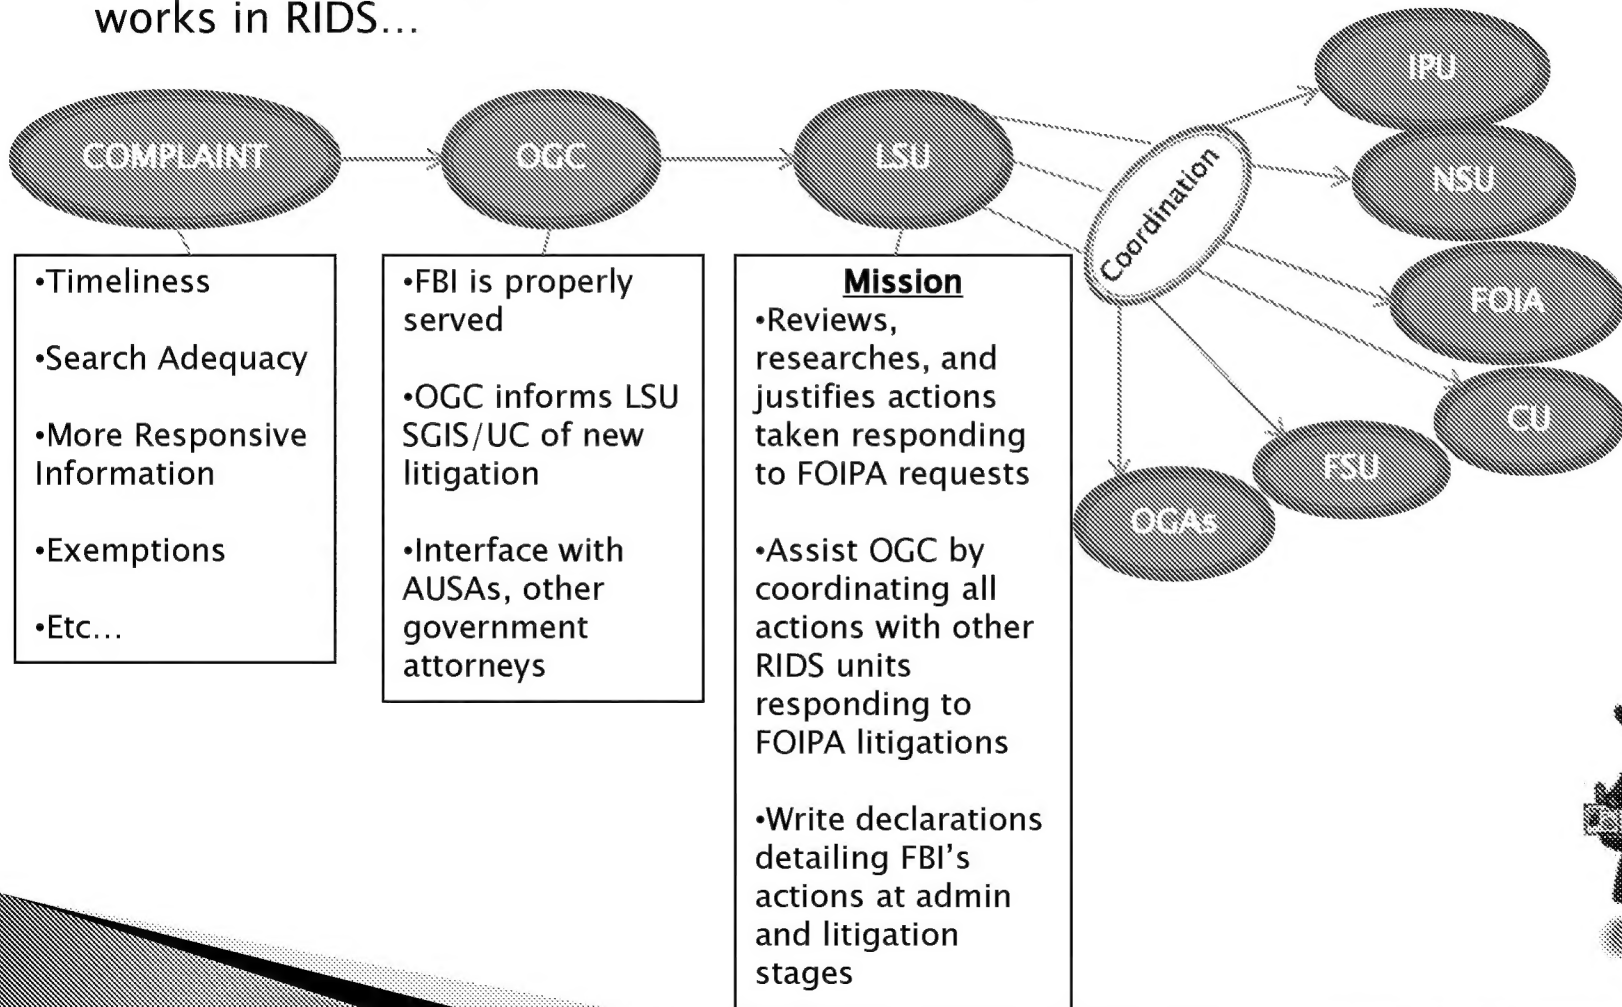 works in RIDS...
COMPLAINT
OGC
LSU
Coordination
IPU
NSU
FOIA
CU
FSU
OGAs
•Timeliness
•Search Adequacy
•More Responsive
Information
•Exemptions
•Etc...
•FBI is properly
served
•OGC informs LSU
SGIS/UC of new
litigation
•Interface with
AUSAs, other
government
attorneys
Mission
•Reviews,
researches, and
justifies actions
taken responding
to FOIPA requests
•Assist OGC by
coordinating all
actions with other
RIDS units
responding to
FOIPA litigations
•Write declarations
detailing FBI's
actions at admin
and litigation
stages